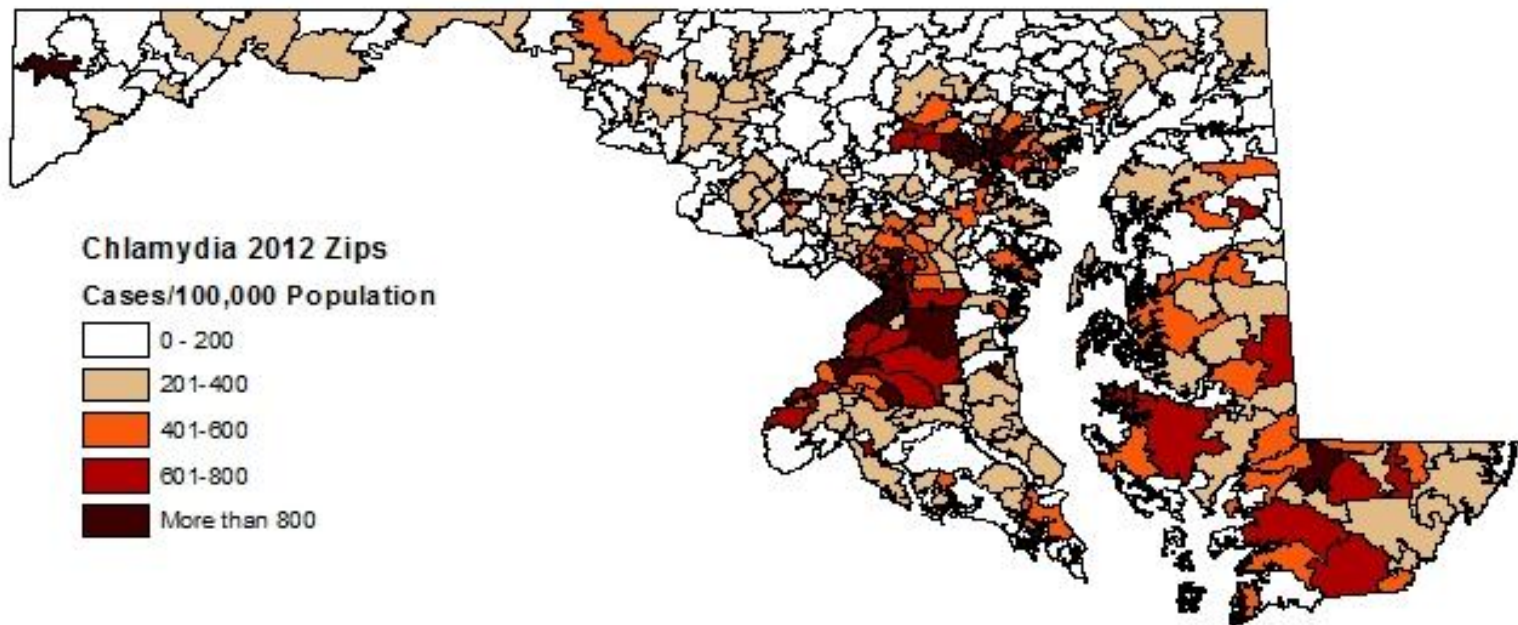 Chlamydia 2012 Zips
Cases/100,000 Population
0 - 200
201-400
401-600
601-800
More than 800